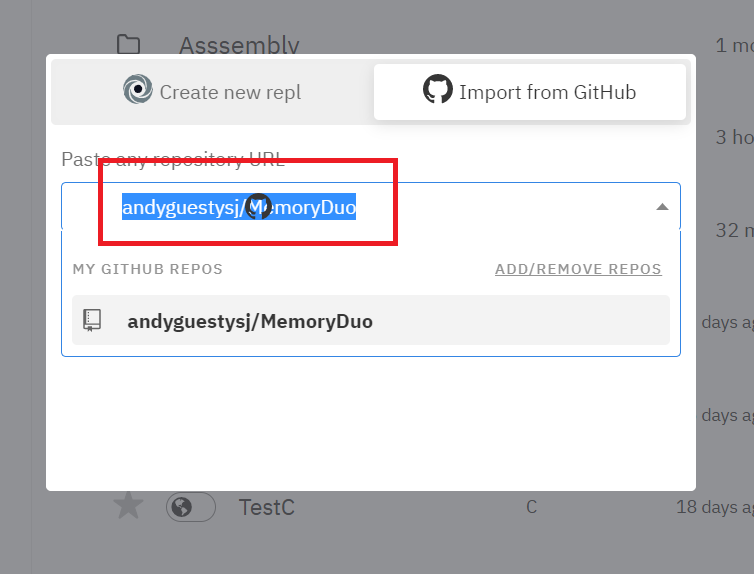 Asssembly
1 mo
Create new repl
Import from GitHub
3 ho
Paste any repository URL
andyguestysj/MemoryDuo
32 m
MY GITHUB REPOS
ADD/REMOVE REPOS
andyguestysj/MemoryDuo
days ag
days ag
TestC
C
18 days ag